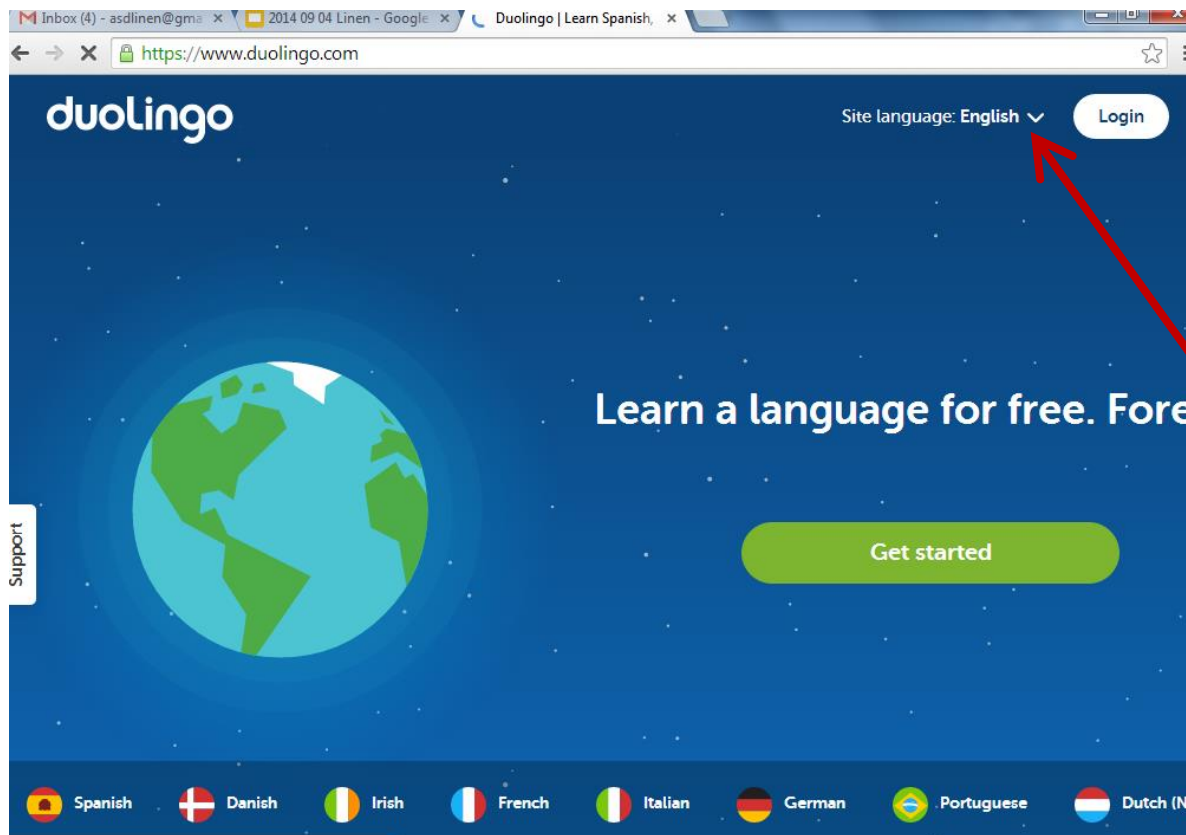 Inbox (4) - asdlinen@gma
2014 09 04 Linen - Google
Duolingo | Learn Spanish,
https://www.duolingo.com
duolingo
Site language: English
Login
Learn a language for free. Fore
Get started
Support
Spanish
Danish
Irish
French
Italian
German
Portuguese
Dutch (N